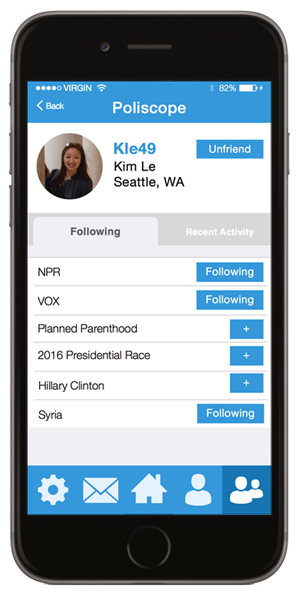 VIRGIN 82%
Back Poliscope
Kle49 Unfriend
Kim Le
Seattle, WA
Following Recent Activity
NPR Following
VOX Following
Planned Parenthood +
2016 Presidential Race +
Hillary Clinton +
Syria Following